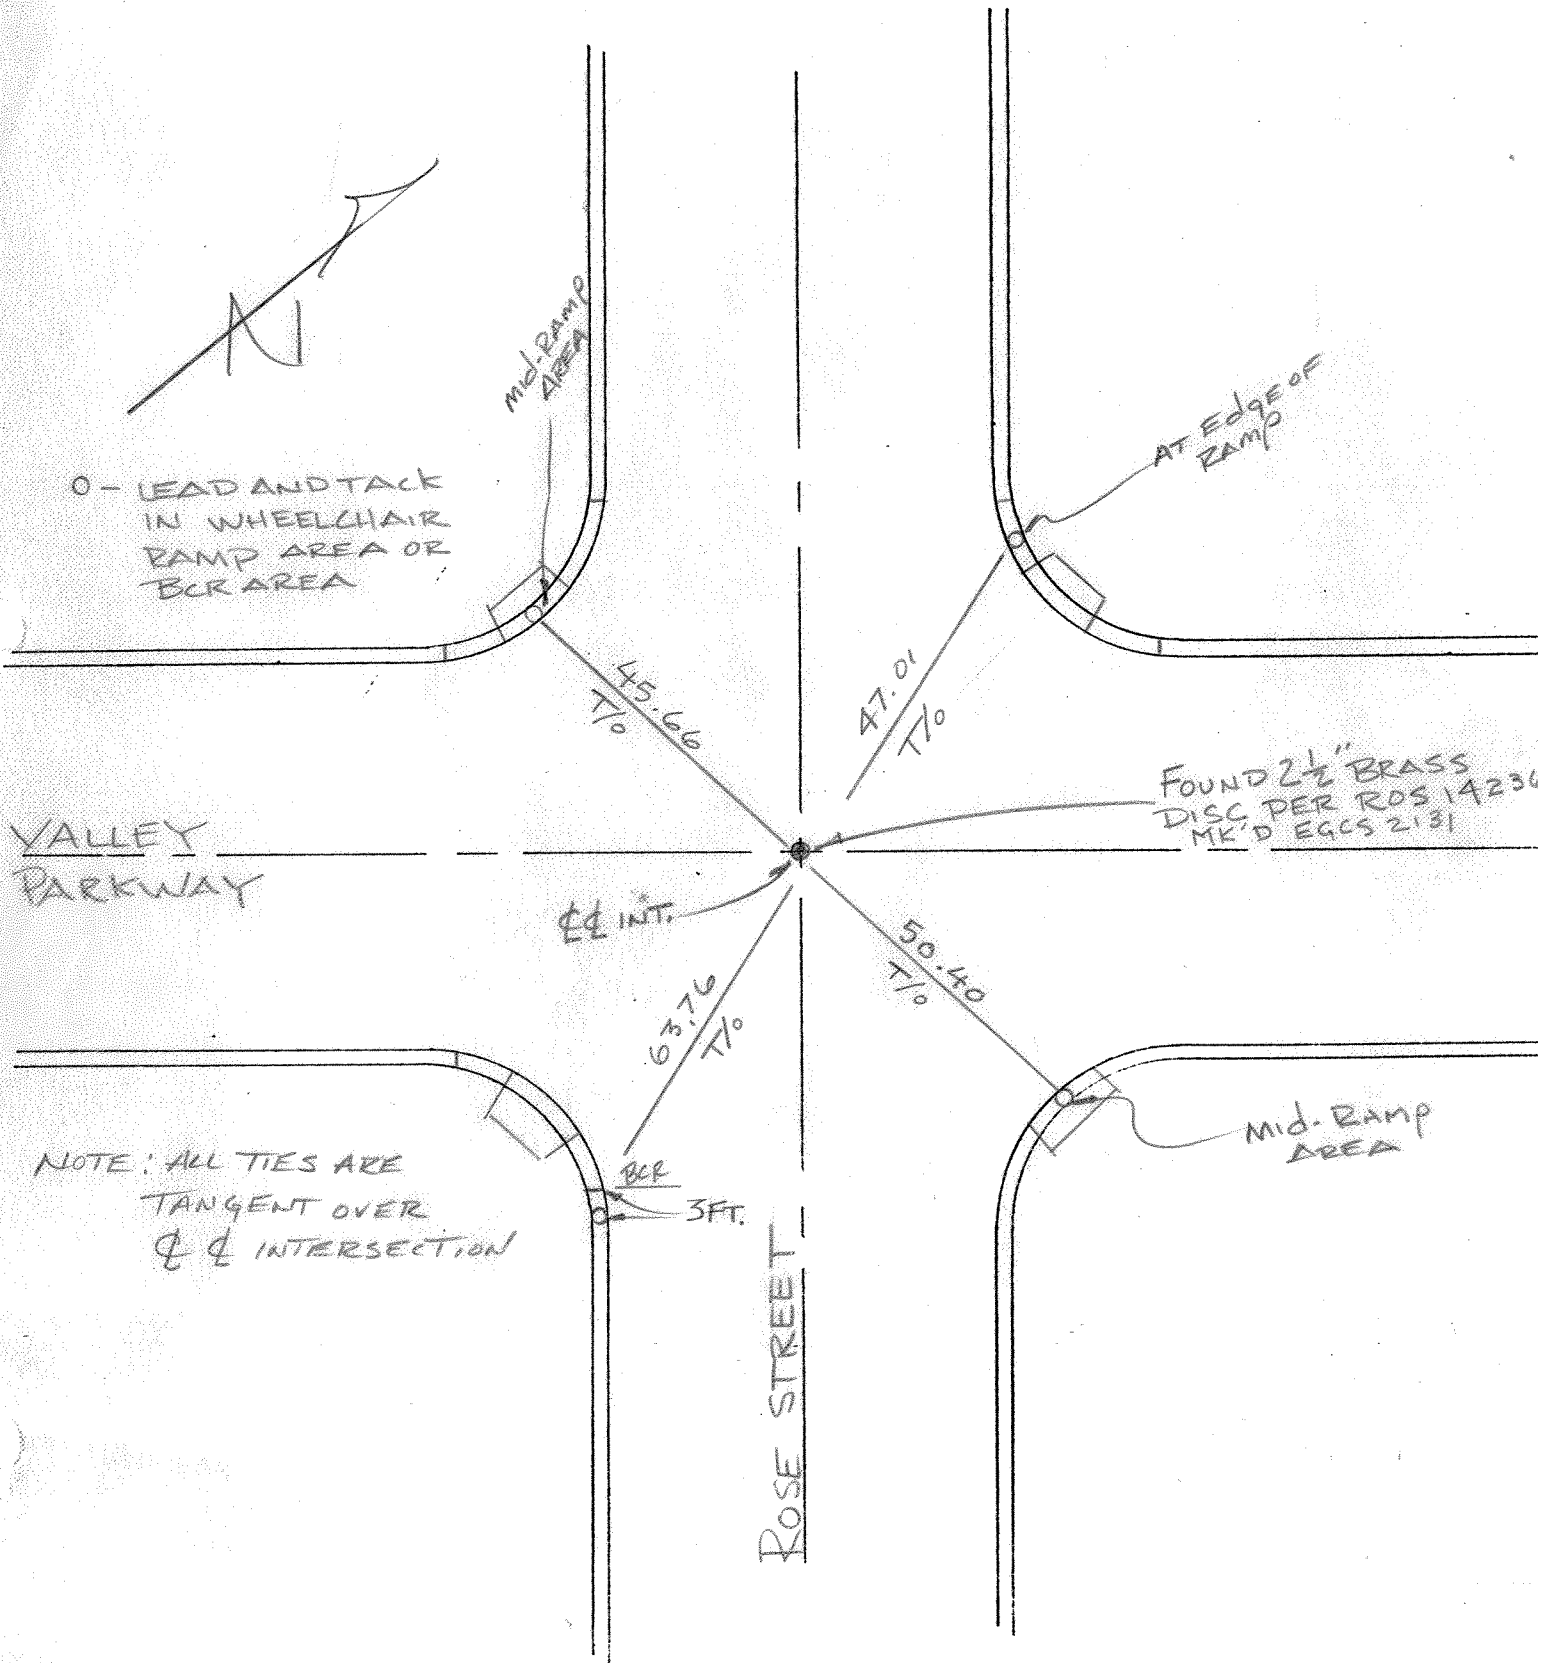 N
mid-RAMP
AREA
O - LEAD AND TACK
IN WHEELCHAIR
RAMP AREA OR
BCR AREA
AT EdgE OF
RAMP
45.66
T/O
47.01
T/O
FOUND 2 1/2" BRASS
DISC PER ROS
MK'D EGCS 2131
VALLEY
PARKWAY
℄℄ INT.
50.40
T/O
63.76
T/O
NOTE: ALL TIES ARE
TANGENT OVER
℄ ℄ INTERSECTION
BCR
3FT.
Mid-RAMP
AREA
ROSE STREET